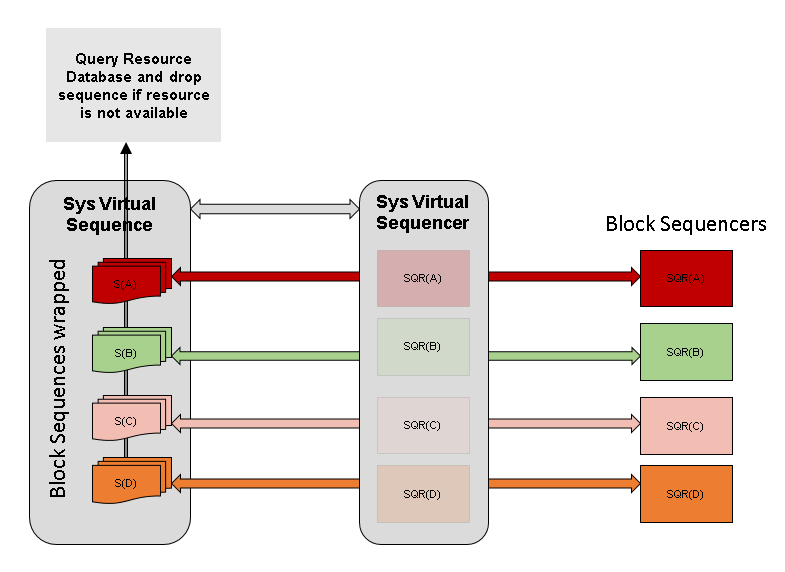 Query Resource
Database and drop
sequence if resource
is not available
Sys Virtual
Sequence
Sys Virtual
Sequencer
Block Sequencers
Block Sequences wrapped
S(A)
SQR(A)
SQR(A)
S(B)
SQR(B)
SQR(B)
S(C)
SQR(C)
SQR(C)
S(D)
SQR(D)
SQR(D)